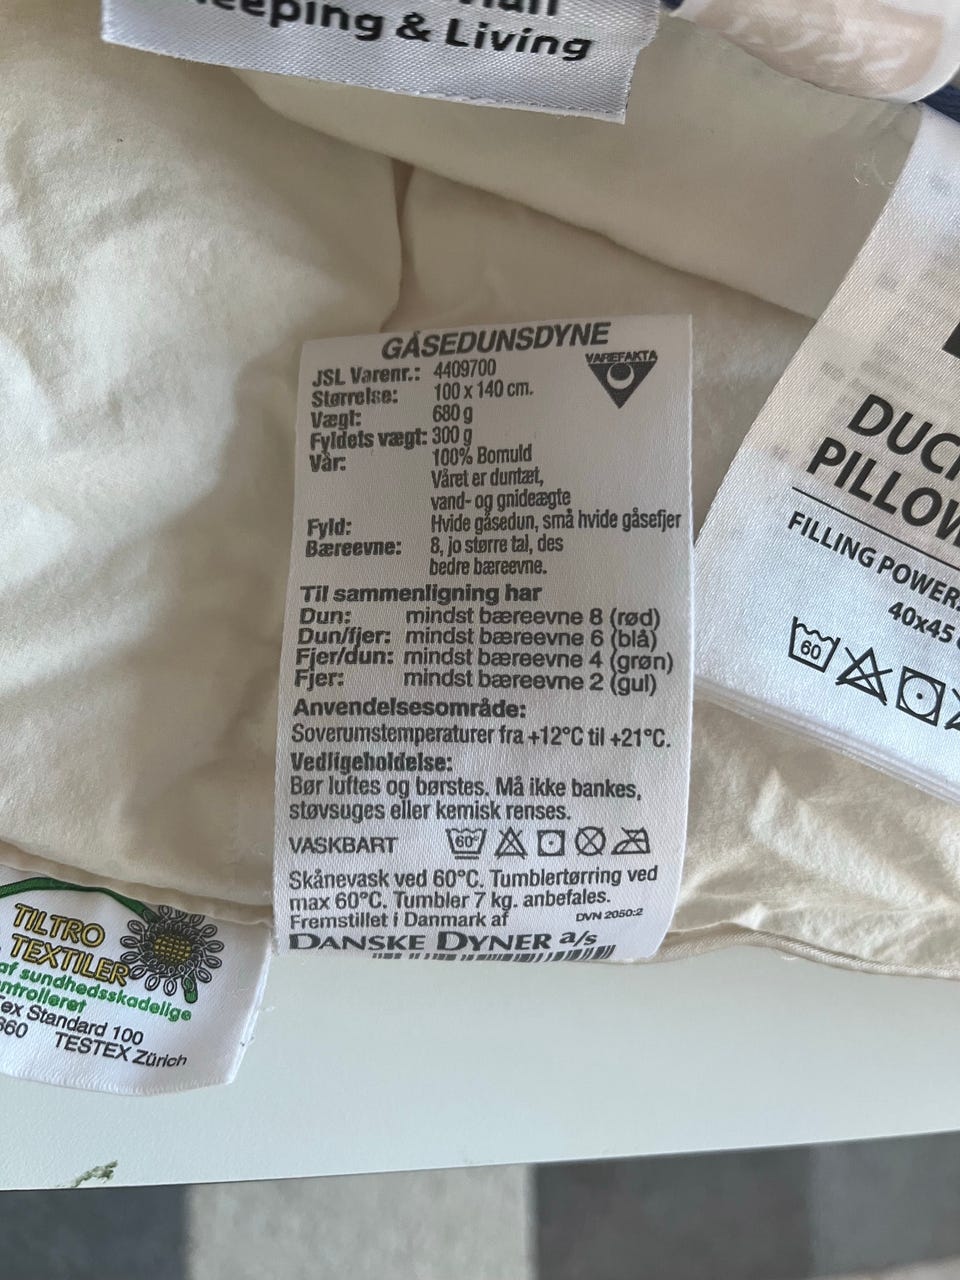 & Living
GÅSEDUNSDYNE
VAREFAKTA
JSL Varenr.: 4409700
Størrelse: 100 x 140 cm.
Vægt: 680 g
Fyldets vægt: 300 g
Vår: 100% Bomuld
Våret er duntæt,
vand- og gnideægte
Fyld: Hvide gåsedun, små hvide gåsefjer
Bæreevne: 8, jo større tal, des
bedre bæreevne.
Til sammenligning har
Dun: mindst bæreevne 8 (rød)
Dun/fjer: mindst bæreevne 6 (blå)
Fjer/dun: mindst bæreevne 4 (grøn)
Fjer: mindst bæreevne 2 (gul)
Anvendelsesområde:
Soverumstemperaturer fra +12°C til +21°C.
Vedligeholdelse:
Bør luftes og børstes. Må ikke bankes,
støvsuges eller kemisk renses.
VASKBART 60°
Skånevask ved 60°C. Tumblertørring ved
max 60°C. Tumbler 7 kg. anbefales.
Fremstillet i Danmark af DVN 2050:2
DANSKE DYNER a/s
FILLING POWER:
40x45
60
TILTRO
TEXTILER
af sundhedsskadelige
Standard 100
TESTEX Zürich